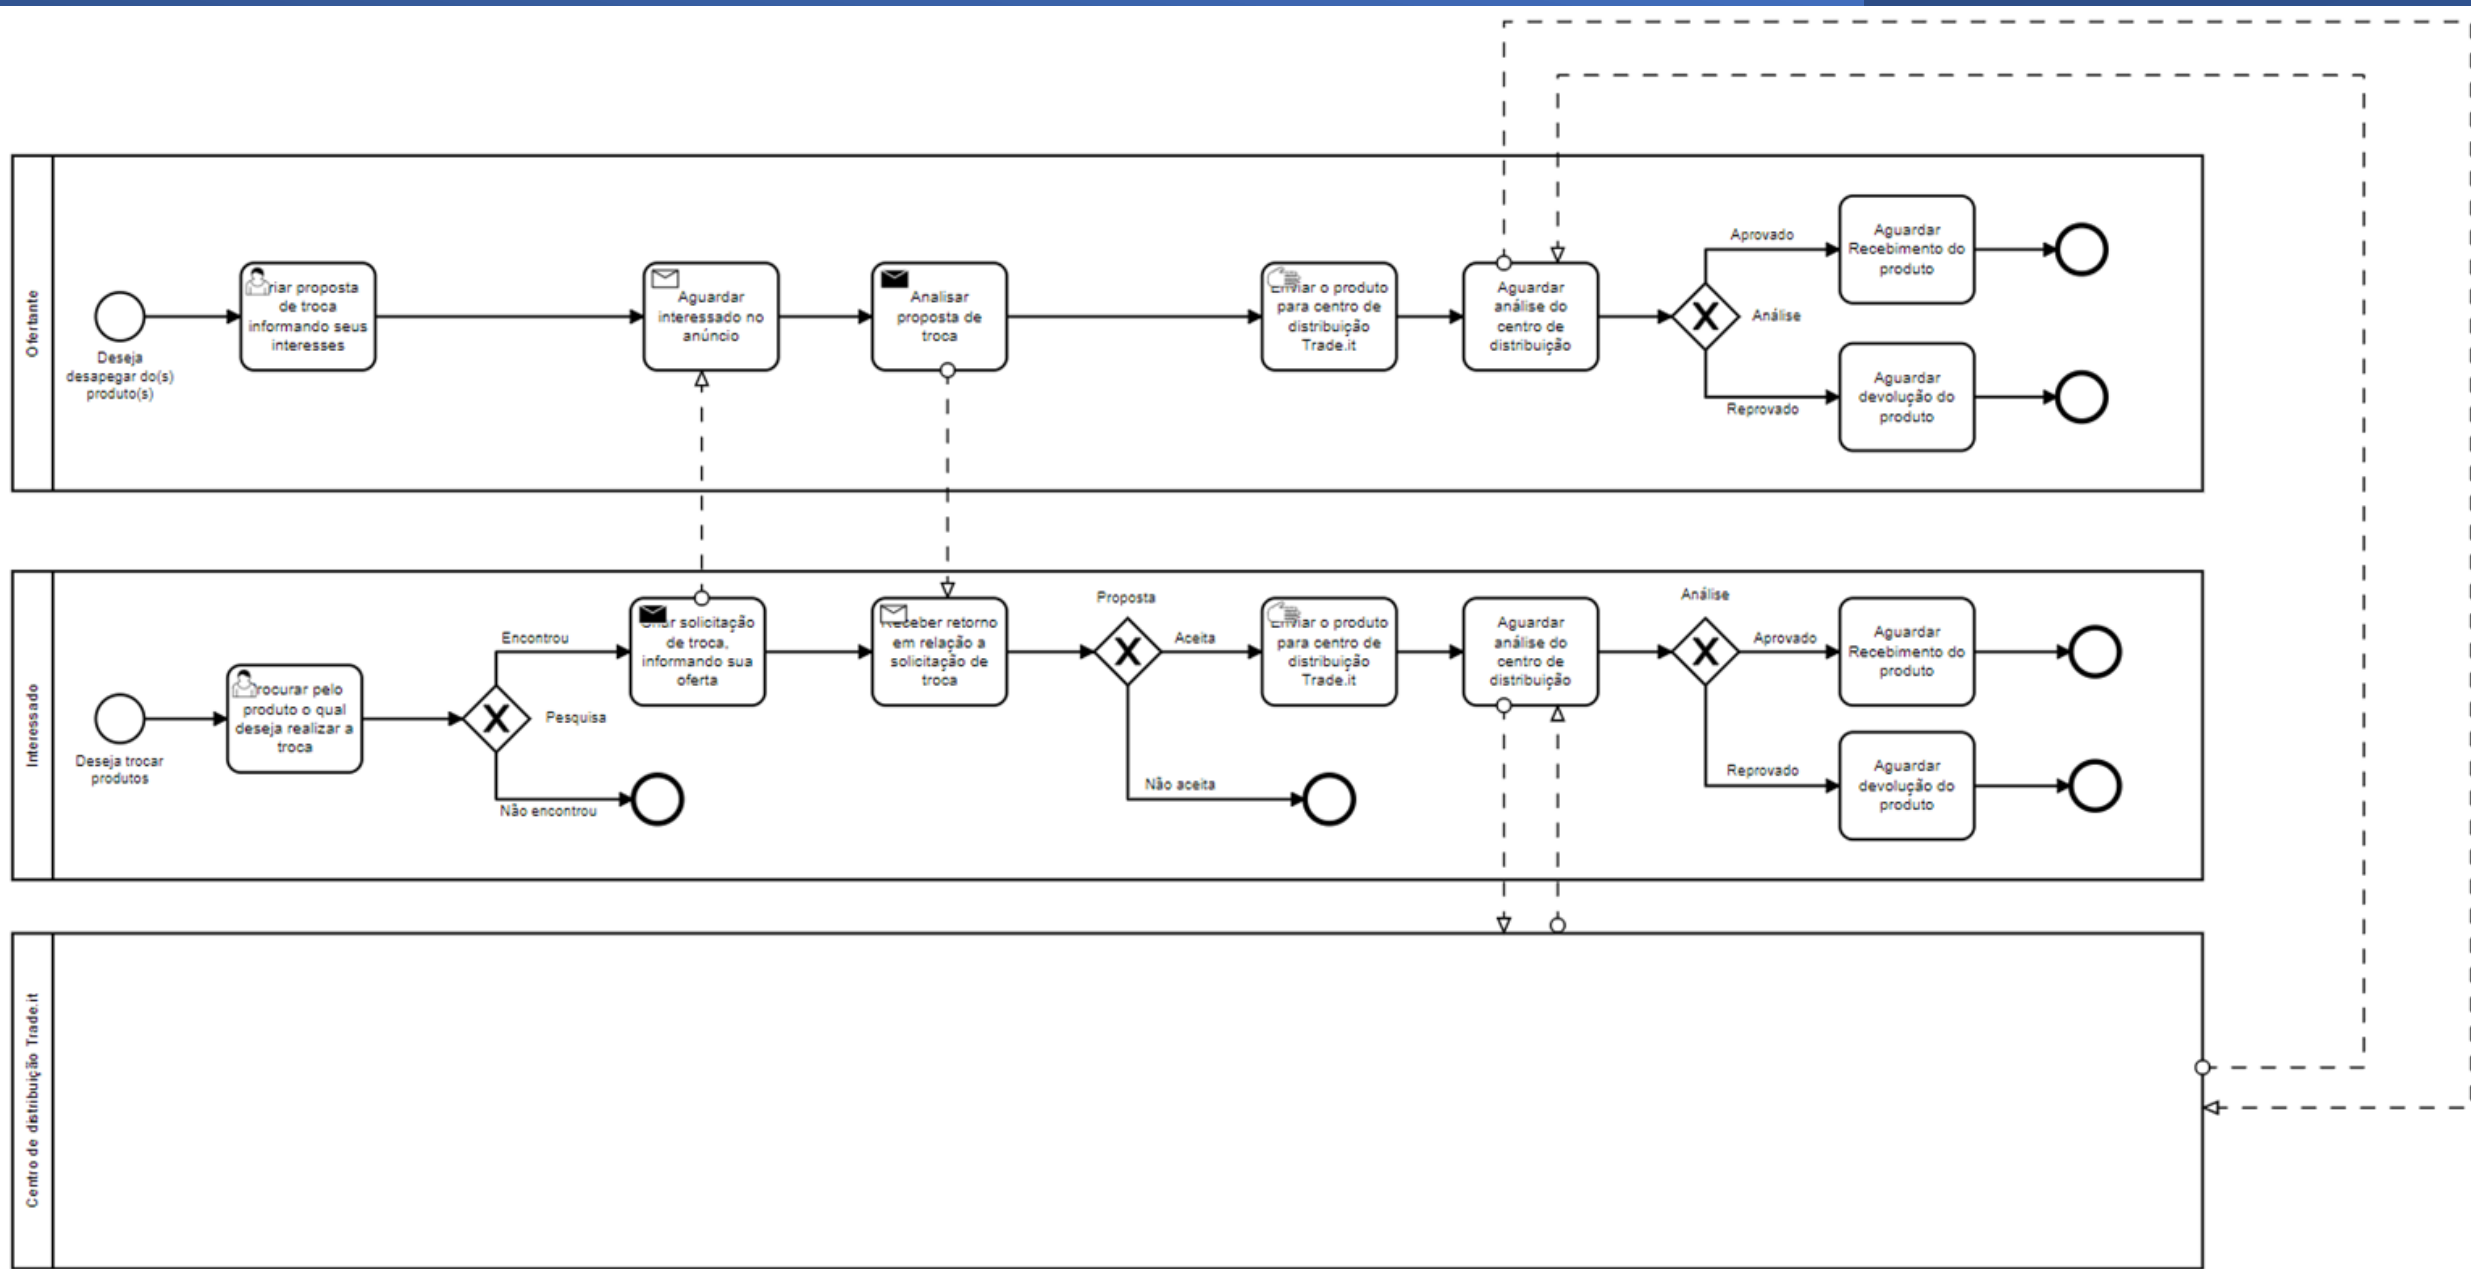 Ofertante
Deseja
desapegar do(s)
produto(s)
riar proposta
de troca
informando seus
interesses
Aguardar
interessado no
anúncio
Analisar
proposta de
troca
Enviar o produto
para centro de
distribuição
Trade.it
Aguardar
análise do
centro de
distribuição
Análise
Aprovado
Aguardar
Recebimento do
produto
Reprovado
Aguardar
devolução do
produto
Interessado
Deseja trocar
produtos
rocurar pelo
produto o qual
deseja realizar a
troca
Pesquisa
Encontrou
Não encontrou
Criar solicitação
de troca,
informando sua
oferta
Receber retorno
em relação a
solicitação de
troca
Proposta
Aceita
Não aceita
Enviar o produto
para centro de
distribuição
Trade.it
Aguardar
análise do
centro de
distribuição
Análise
Aprovado
Aguardar
Recebimento do
produto
Reprovado
Aguardar
devolução do
produto
Centro de distribuição Trade.it